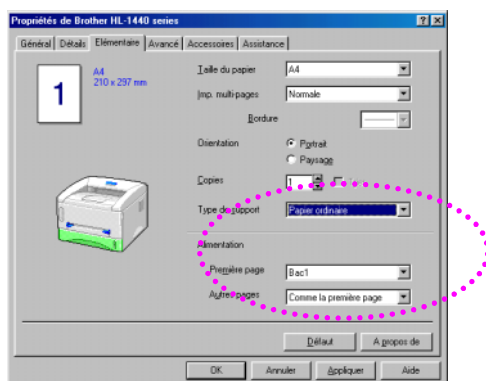 Propriétés de Brother HL-1440 series
Général Détails Elémentaire Avancé Accessoires Assistance
1
A4
210 x 297 mm
Taille du papier A4
Imp. multi-pages Normale
Bordure
Orientation Portrait
Paysage
Copies 1
Type de support Papier ordinaire
Alimentation
Première page Bac1
Autres pages Comme la première page
Défaut A propos de
OK Annuler Appliquer Aide